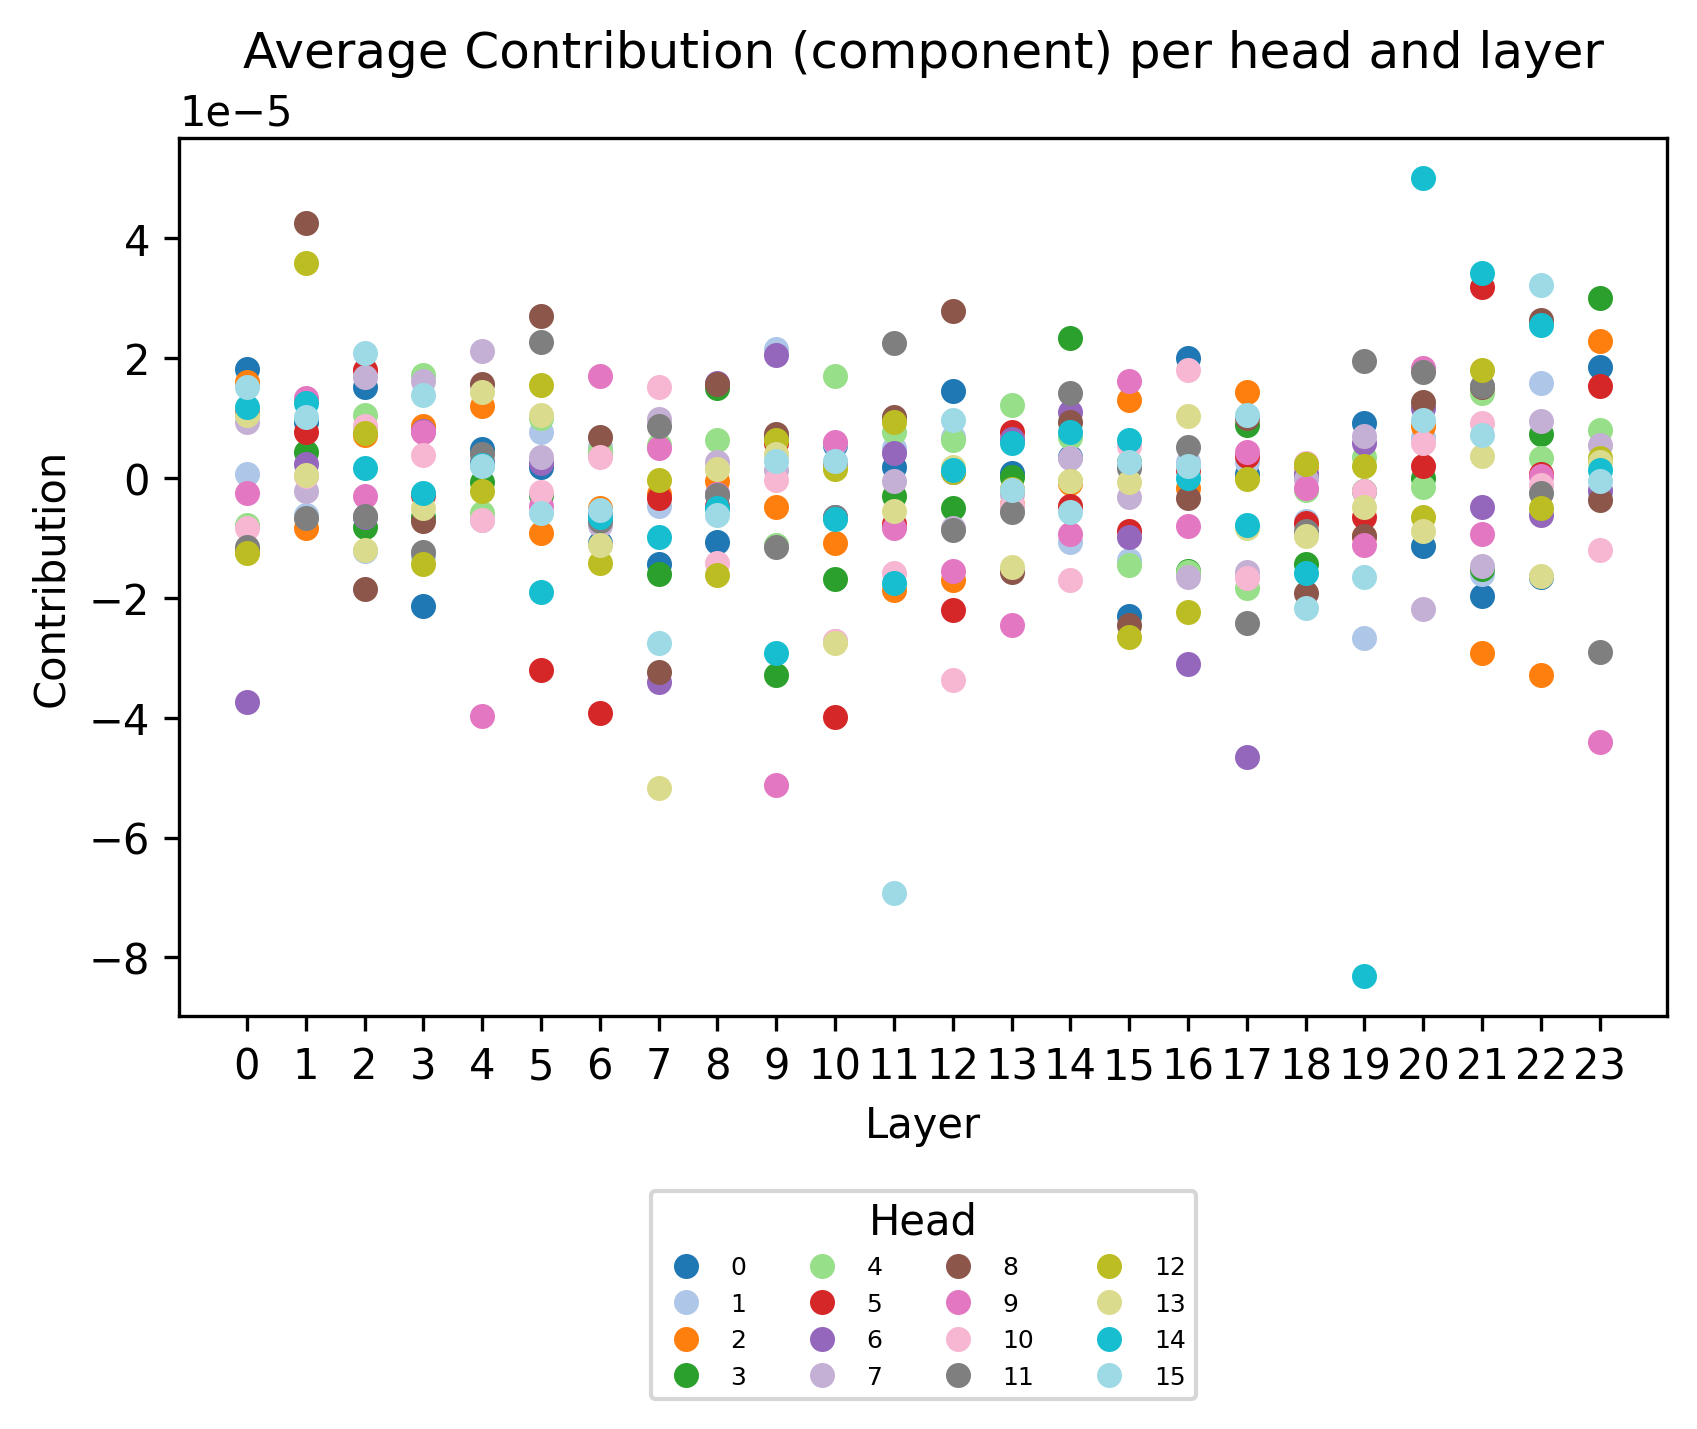 Average Contribution (component) per head and layer
1e−5
4
2
0
−2
−4
−6
−8
Contribution
0 1 2 3 4 5 6 7 8 9 10 11 12 13 14 15 16 17 18 19 20 21 22 23
Layer
Head
0 4 8 12
1 5 9 13
2 6 10 14
3 7 11 15